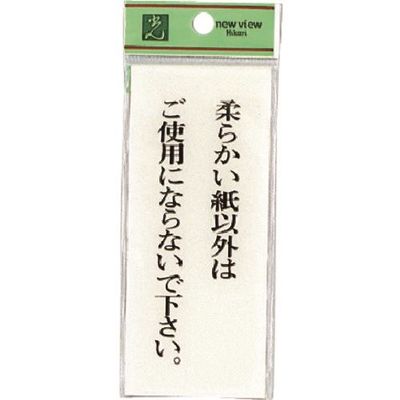 光
new view
Hikari
柔らかい紙以外は
ご使用にならないで下さい。